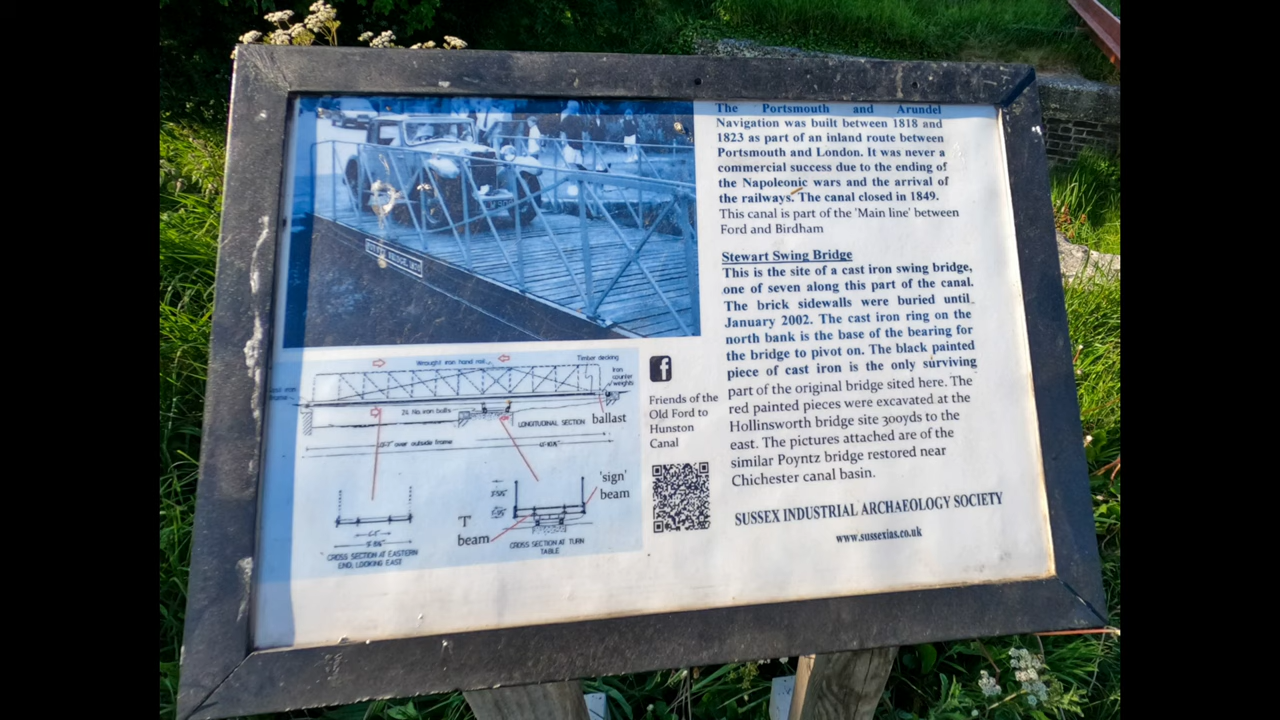 The Portsmouth and Arundel
Navigation was built between 1818 and
1823 as part of an inland route between
Portsmouth and London. It was never a
commercial success due to the ending of
the Napoleonic wars and the arrival of
the railways. The canal closed in 1849.
This canal is part of the 'Main line' between
Ford and Birdham
Stewart Swing Bridge
This is the site of a cast iron swing bridge,
one of seven along this part of the canal.
The brick sidewalls were buried until
January 2002. The cast iron ring on the
north bank is the base of the bearing for
the bridge to pivot on. The black painted
piece of cast iron is the only surviving
part of the original bridge sited here. The
red painted pieces were excavated at the
Hollinsworth bridge site 300yds to the
east. The pictures attached are of the
similar Poyntz bridge restored near
Chichester canal basin.
SUSSEX INDUSTRIAL ARCHAEOLOGY SOCIETY
www.sussexias.co.uk
f
Friends of the
Old Ford to
Hunston
Canal
Wrought iron hand rail
Timber decking
Iron
counter
weights
iron
frame
ballast
24 No. iron balls
LONGITUDINAL SECTION
over outside frame
'sign'
beam
T
beam
CROSS SECTION AT EASTERN
END, LOOKING EAST
CROSS SECTION AT TURN
TABLE